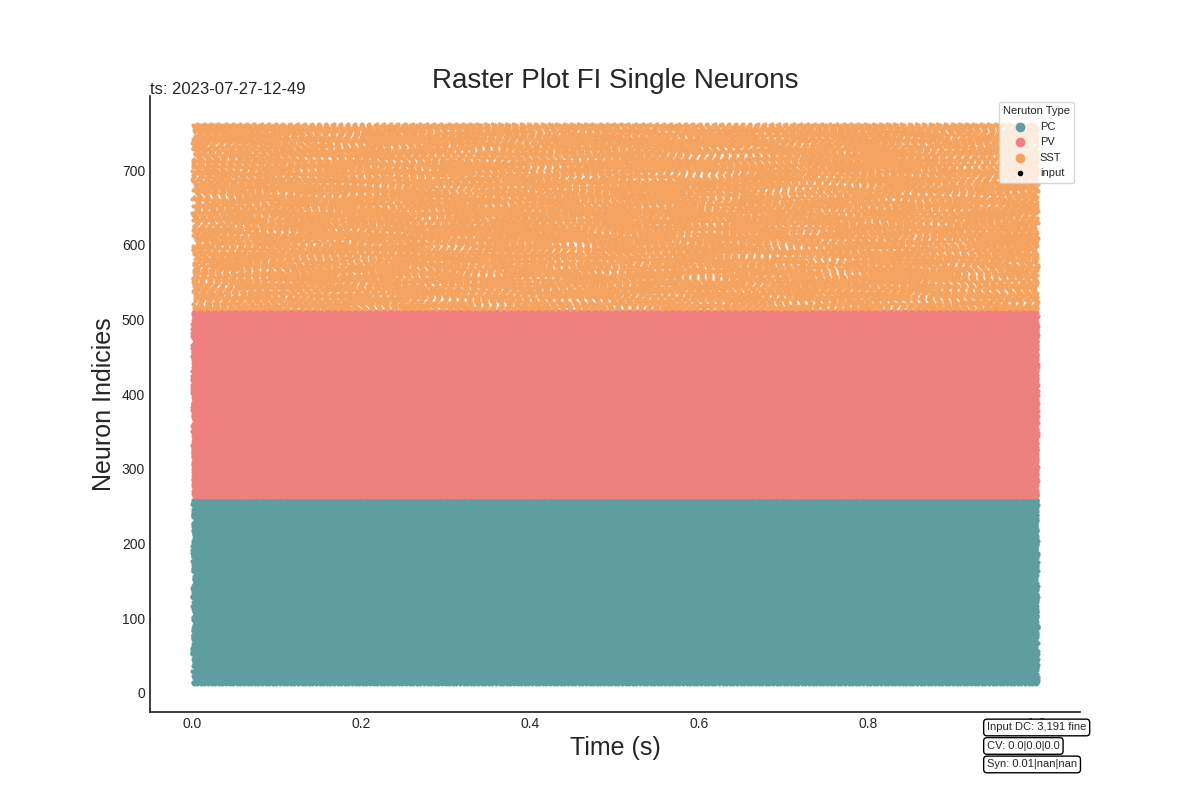 Raster Plot FI Single Neurons
ts: 2023-07-27-12-49
Neruton Type
PC
PV
SST
input
Neuron Indicies
700
600
500
400
300
200
100
0
0.0
0.2
0.4
0.6
0.8
Time (s)
Input DC: 3,191 fine
CV: 0.0|0.0|0.0
Syn: 0.01|nan|nan